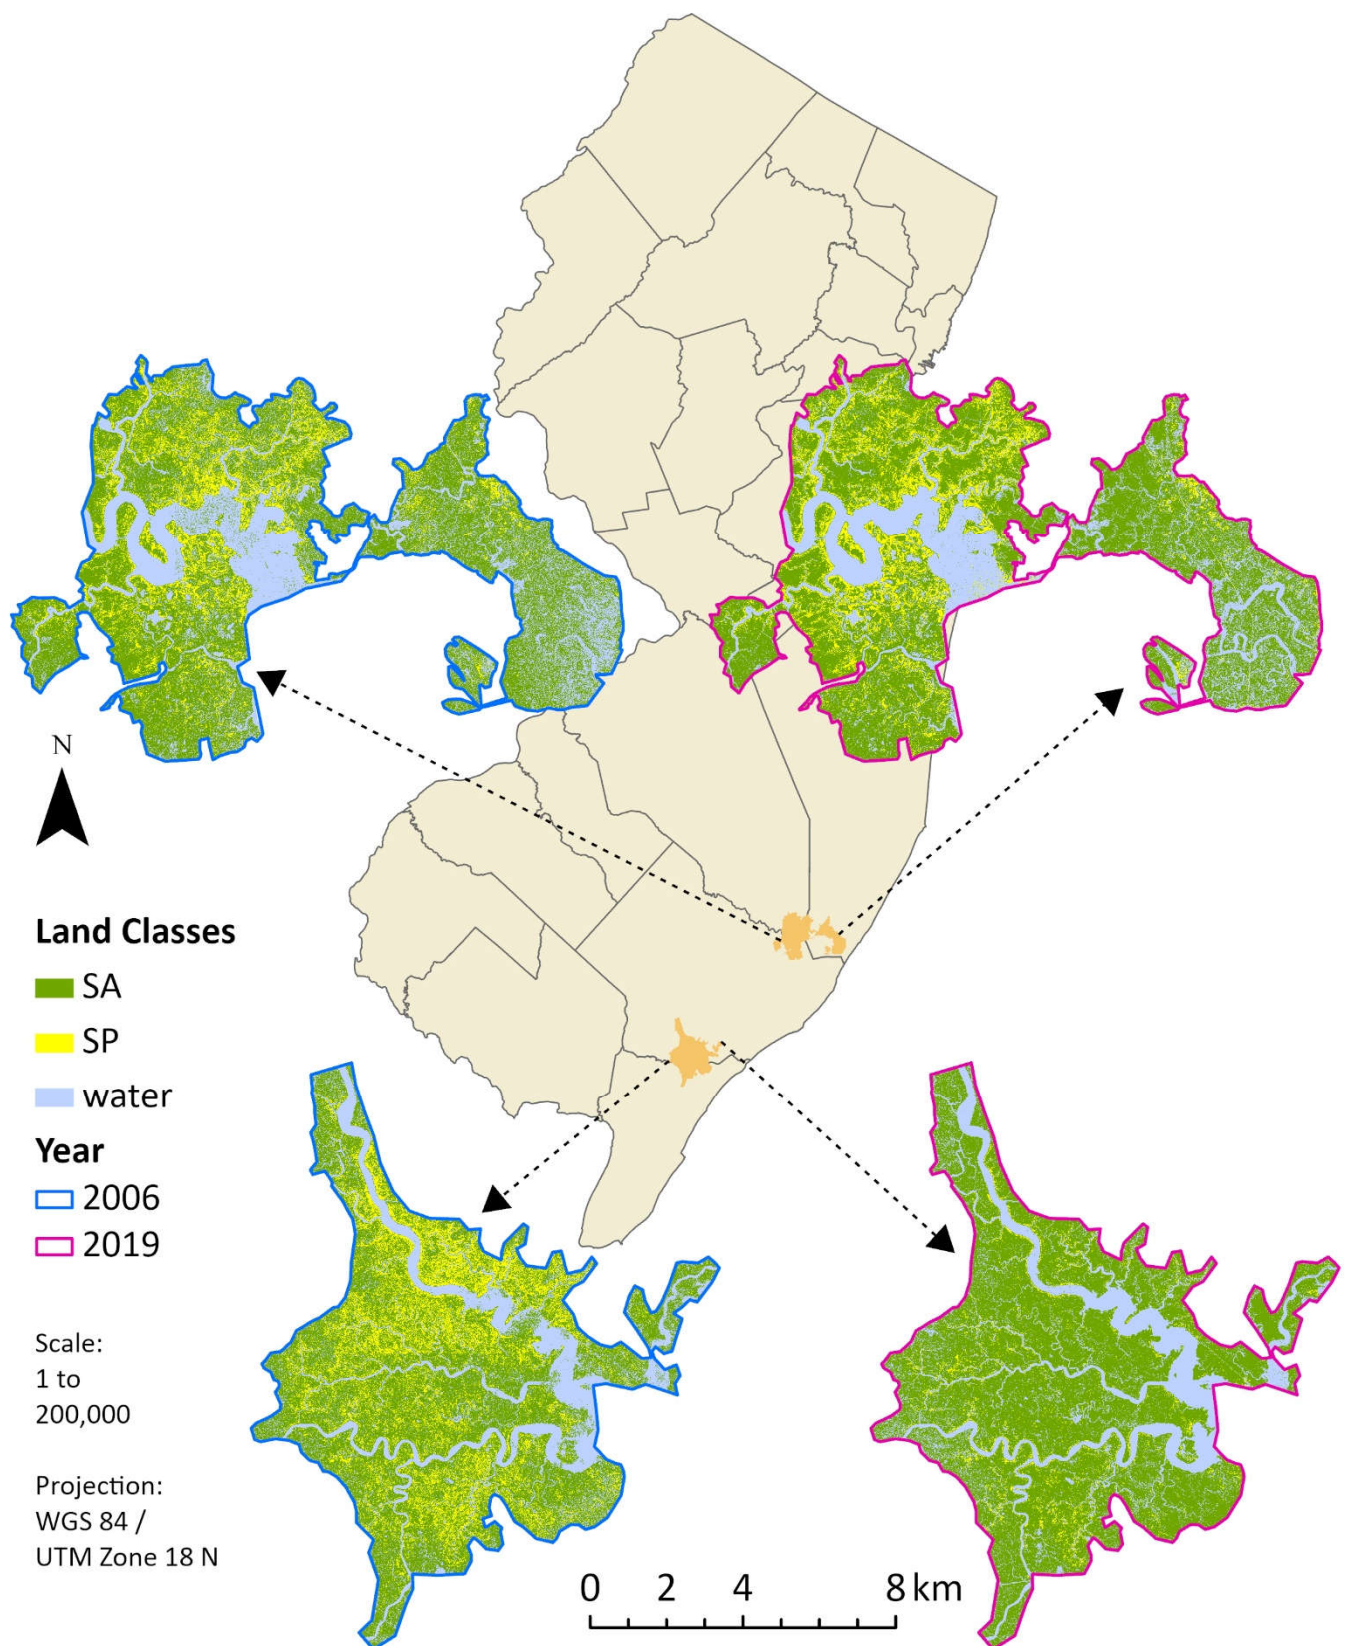 N
Land Classes
SA
SP
water
Year
2006
2019
Scale:
1 to
200,000
Projection:
WGS 84 /
UTM Zone 18 N
0 2 4 8 km